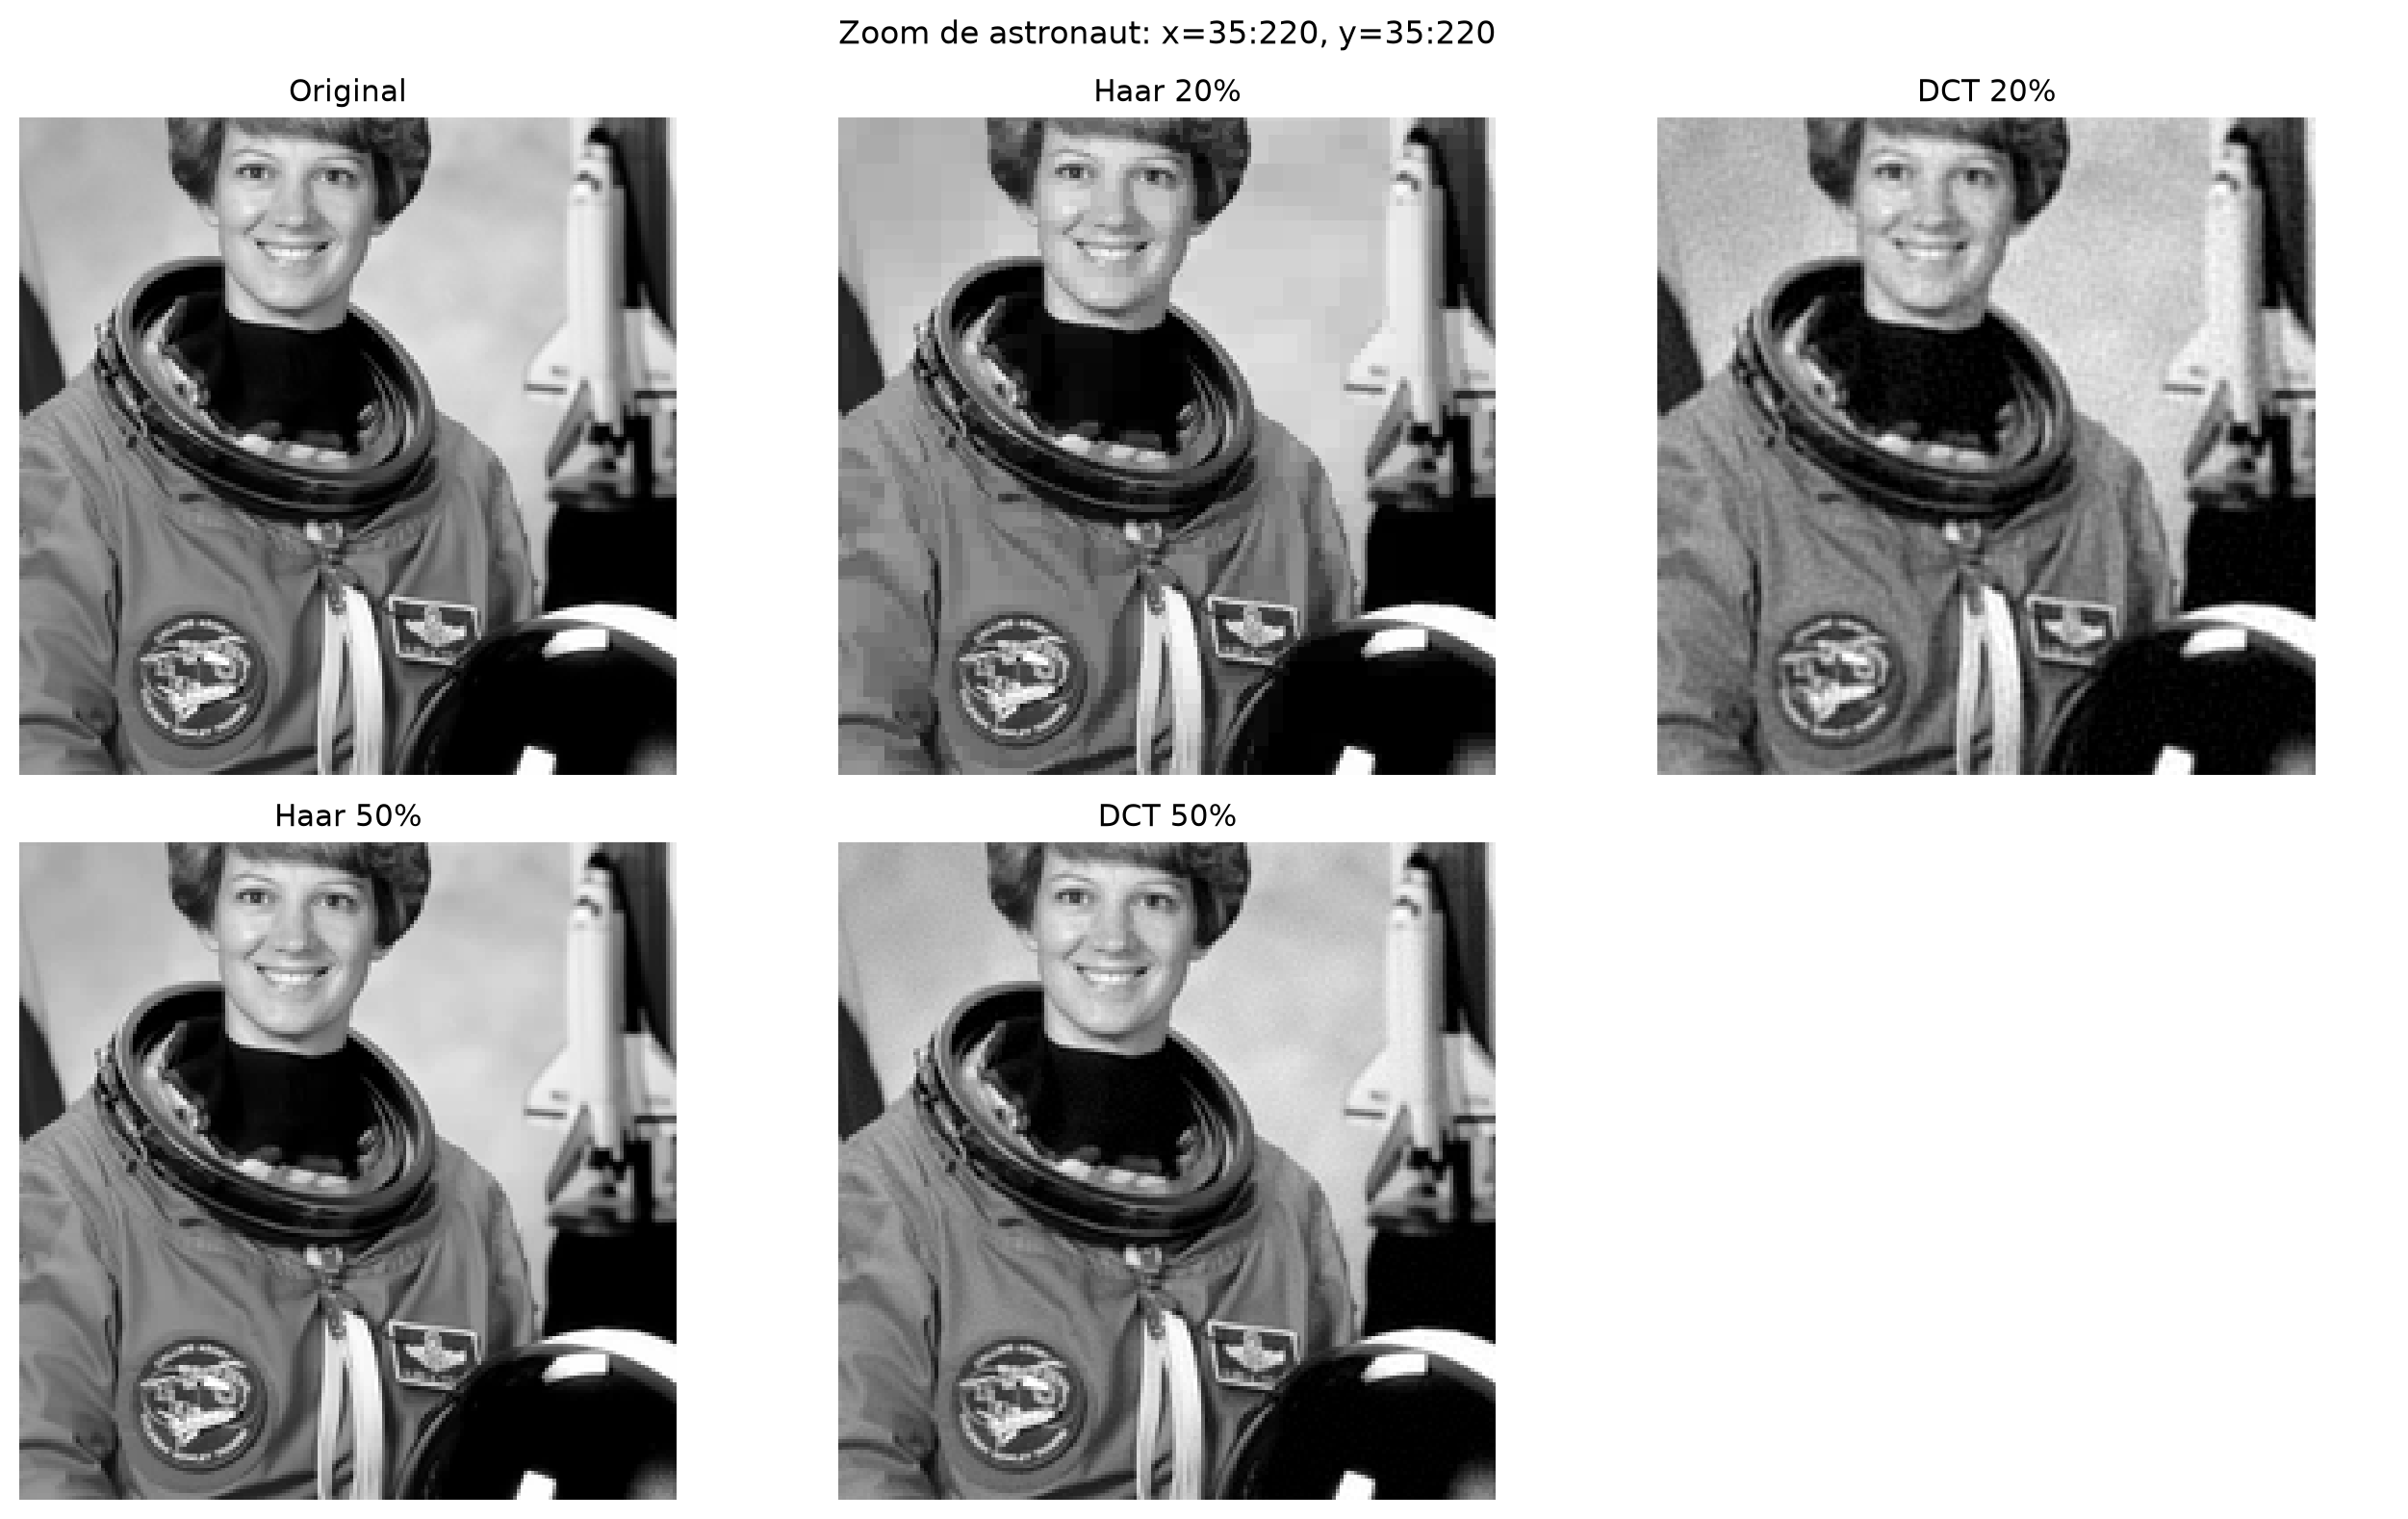 Zoom de astronaut: x=35:220, y=35:220
Original
Haar 20%
DCT 20%
Haar 50%
DCT 50%